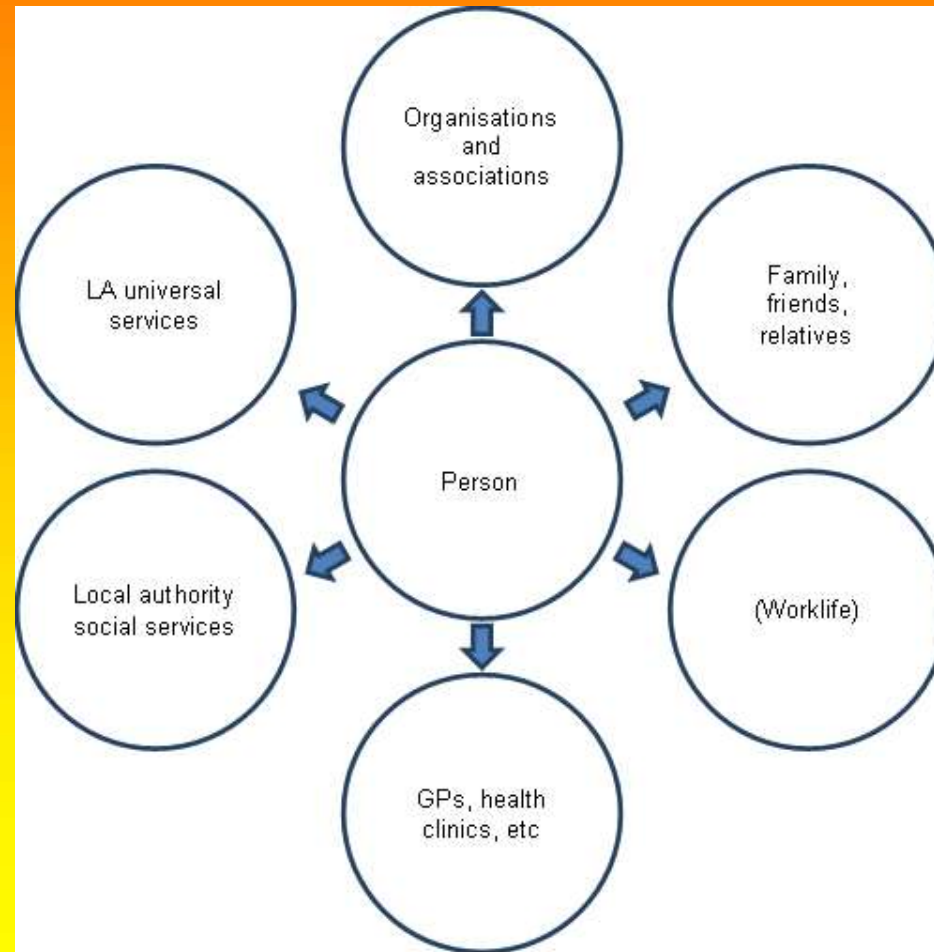 Organisations
and
associations
LA universal
services
Family,
friends,
relatives
Person
Local authority
social services
(Worklife)
GPs, health
clinics, etc